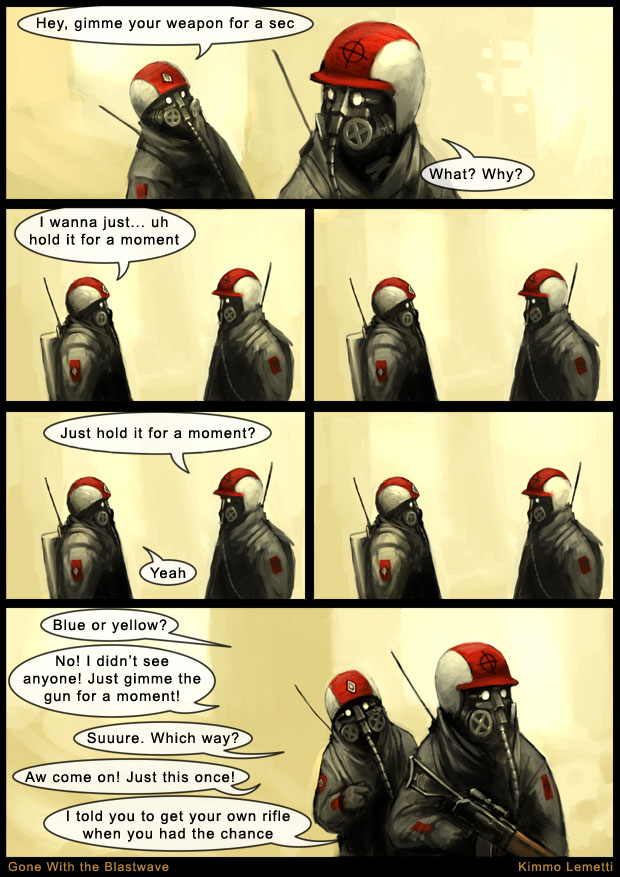 Hey, gimme your weapon for a sec
What? Why?
I wanna just... uh
hold it for a moment
Just hold it for a moment?
Yeah
Blue or yellow?
No! I didn't see
anyone! Just gimme the
gun for a moment!
Suuure. Which way?
Aw come on! Just this once!
I told you to get your own rifle
when you had the chance
Gone With the Blastwave
Kimmo Lemetti